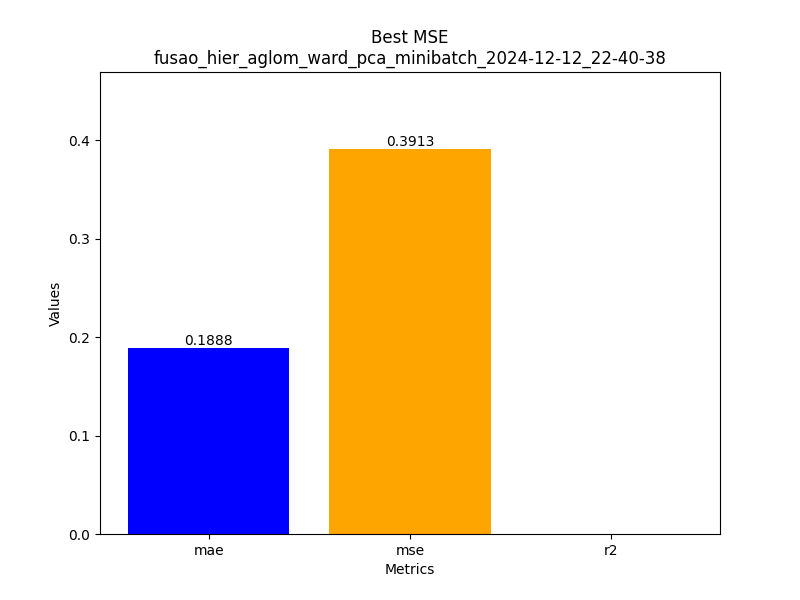 Best MSE
fusao_hier_aglom_ward_pca_minibatch_2024-12-12_22-40-38
0.4
0.3913
0.3
Values
0.2
0.1888
0.1
0.0
mae
mse
r2
Metrics